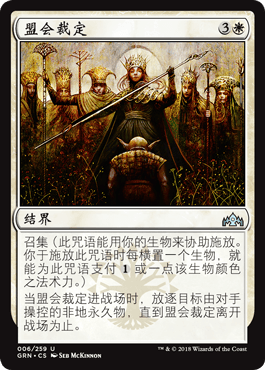 盟会裁定 3
结界
召集（此咒语能用你的生物来协助施放。
你于施放此咒语时每横置一个生物，就
能为此咒语支付 1 或一点该生物颜色
之法术力。）
当盟会裁定进战场时，放逐目标由对手
操控的非地永久物，直到盟会裁定离开
战场为止。
006/259 U
GRN • CS Seb McKinnon
™ & © 2018 Wizards of the Coast